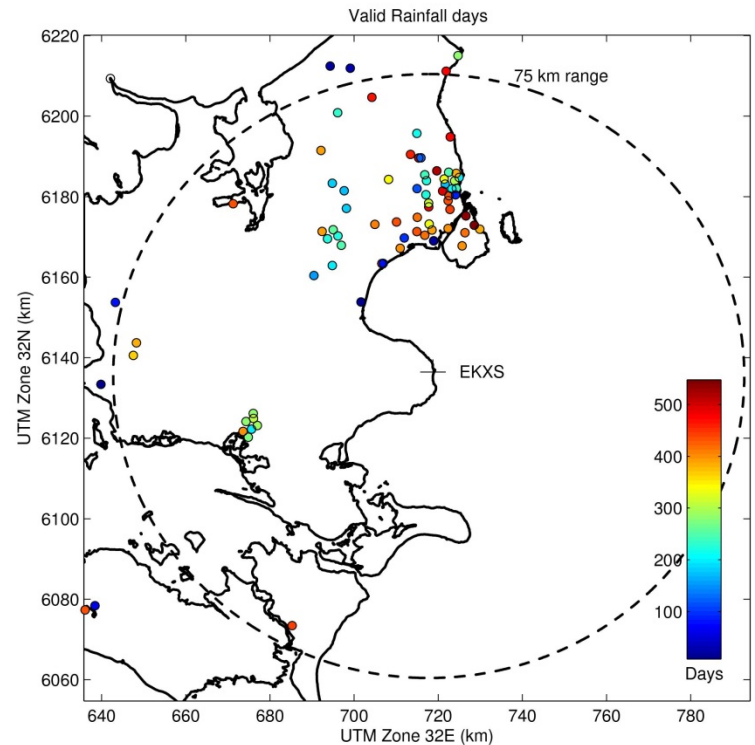 Valid Rainfall days
6220
75 km range
6200
6180
6160
6140
EKXS
UTM Zone 32N (km)
500
6120
400
300
6100
200
6080
100
6060
Days
640 660 680 700 720 740 760 780
UTM Zone 32E (km)